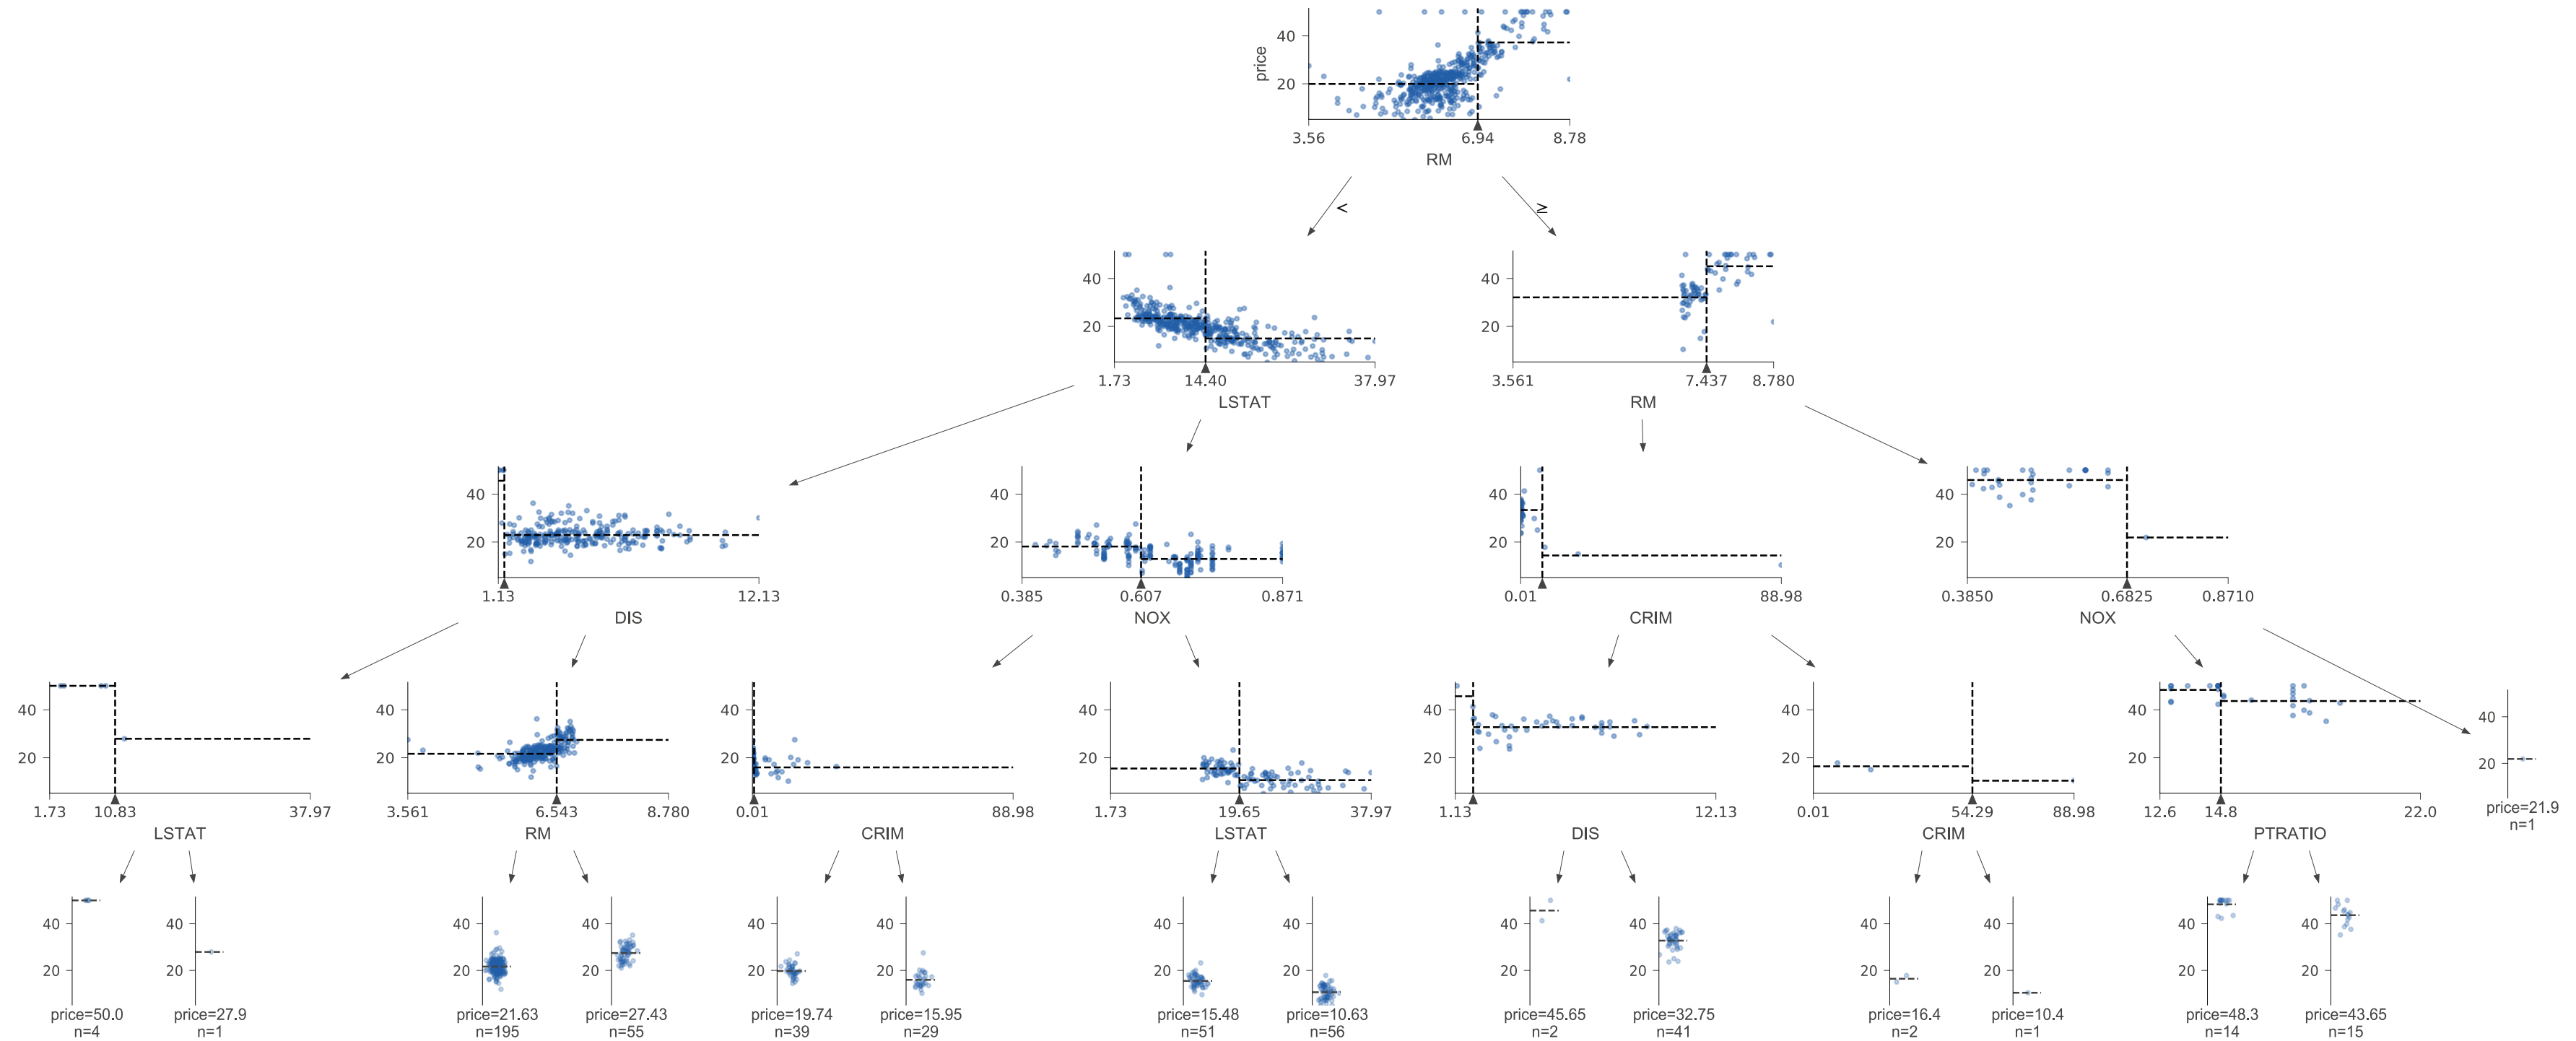 price
40
20
3.56 6.94 8.78
RM
< ≥
40 40
20 20
1.73 14.40 37.97 3.561 7.437 8.780
LSTAT RM
40 40 40 40
20 20 20 20
1.13 12.13 0.385 0.607 0.871 0.01 88.98 0.3850 0.6825 0.8710
DIS NOX CRIM NOX
40 40 40 40 40 40 40 40
20 20 20 20 20 20 20 20
1.73 10.83 37.97 3.561 6.543 8.780 0.01 88.98 1.73 19.65 37.97 1.13 12.13 0.01 54.29 88.98 12.6 14.8 22.0 price=21.9
LSTAT RM CRIM LSTAT DIS CRIM PTRATIO n=1
40 40 40 40 40 40 40 40 40 40 40 40 40 40
20 20 20 20 20 20 20 20 20 20 20 20 20 20
price=50.0 price=27.9 price=21.63 price=27.43 price=19.74 price=15.95 price=15.48 price=10.63 price=45.65 price=32.75 price=16.4 price=10.4 price=48.3 price=43.65
n=4 n=1 n=195 n=55 n=39 n=29 n=51 n=56 n=2 n=41 n=2 n=1 n=14 n=15